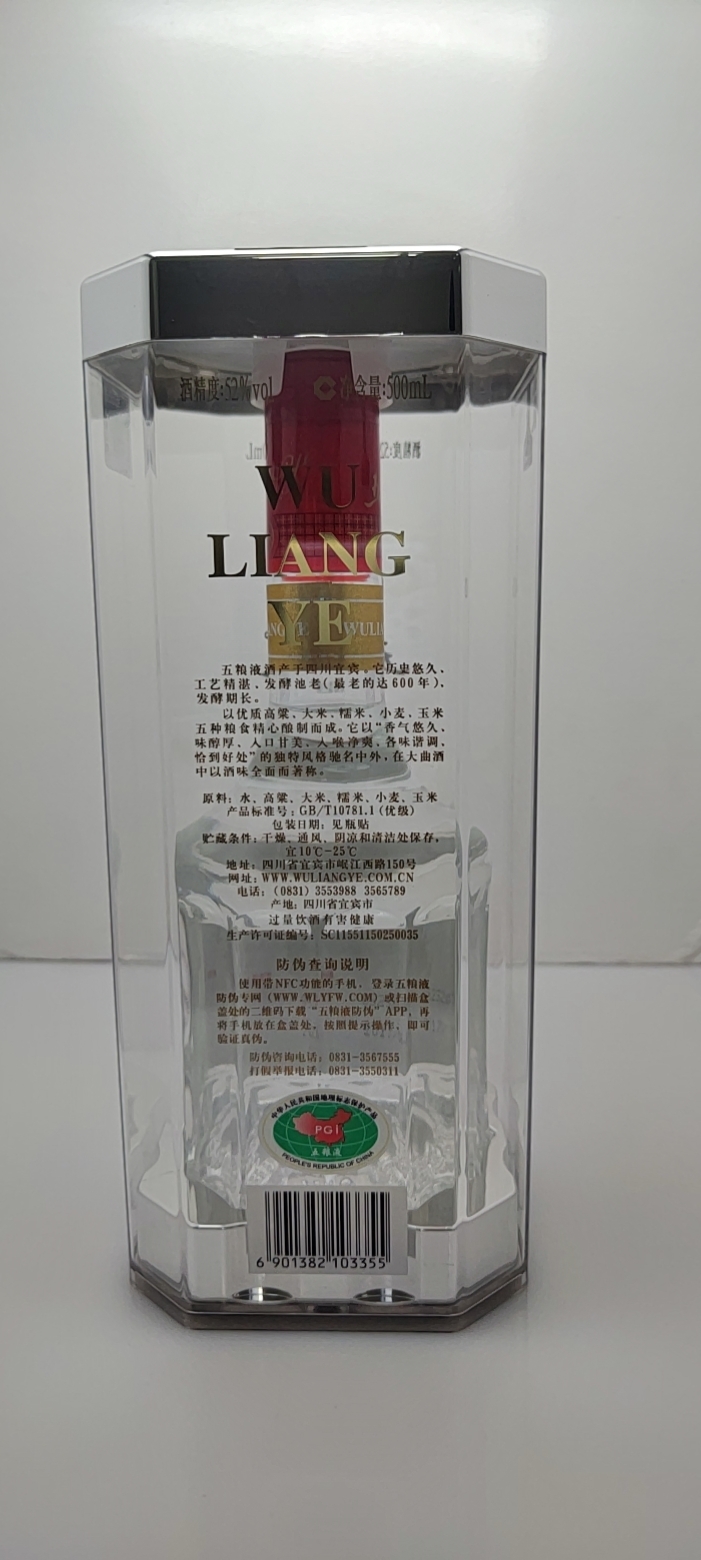 酒精度:52%vol 净含量:500mL
WU
LIANG
YE
五粮液酒产于四川宜宾。它历史悠久、
工艺精湛、发酵池老(最老的达600年)、
发酵期长。
以优质高粱、大米、糯米、小麦、玉米
五种粮食精心酿制而成。它以“香气悠久、
味醇厚、入口甘美、入喉净爽、各味谐调、
恰到好处”的独特风格驰名中外,在大曲酒
中以酒味全面而著称。
原料:水、高粱、大米、糯米、小麦、玉米
产品标准号:GB/T10781.1(优级)
包装日期:见瓶贴
贮藏条件:干燥、通风、阴凉和清洁处保存,
宜10℃-25℃
地址:四川省宜宾市岷江西路150号
网址:WWW.WULIANGYE.COM.CN
电话:(0831) 3553988 3565789
产地:四川省宜宾市
过量饮酒有害健康
生产许可证编号:SC11551150250035
防伪查询说明
使用带NFC功能的手机,登录五粮液
防伪专网(WWW.WLYFW.COM)或扫描盒
盖处的二维码下载“五粮液防伪”APP,再
将手机放在盒盖处,按照提示操作,即可
验证真伪。
防伪咨询电话:0831-3567555
打假举报电话:0831-3550311
中华人民共和国地理标志保护产品
PGI
五粮液
PEOPLE'S REPUBLIC OF CHINA
6 901382 103355